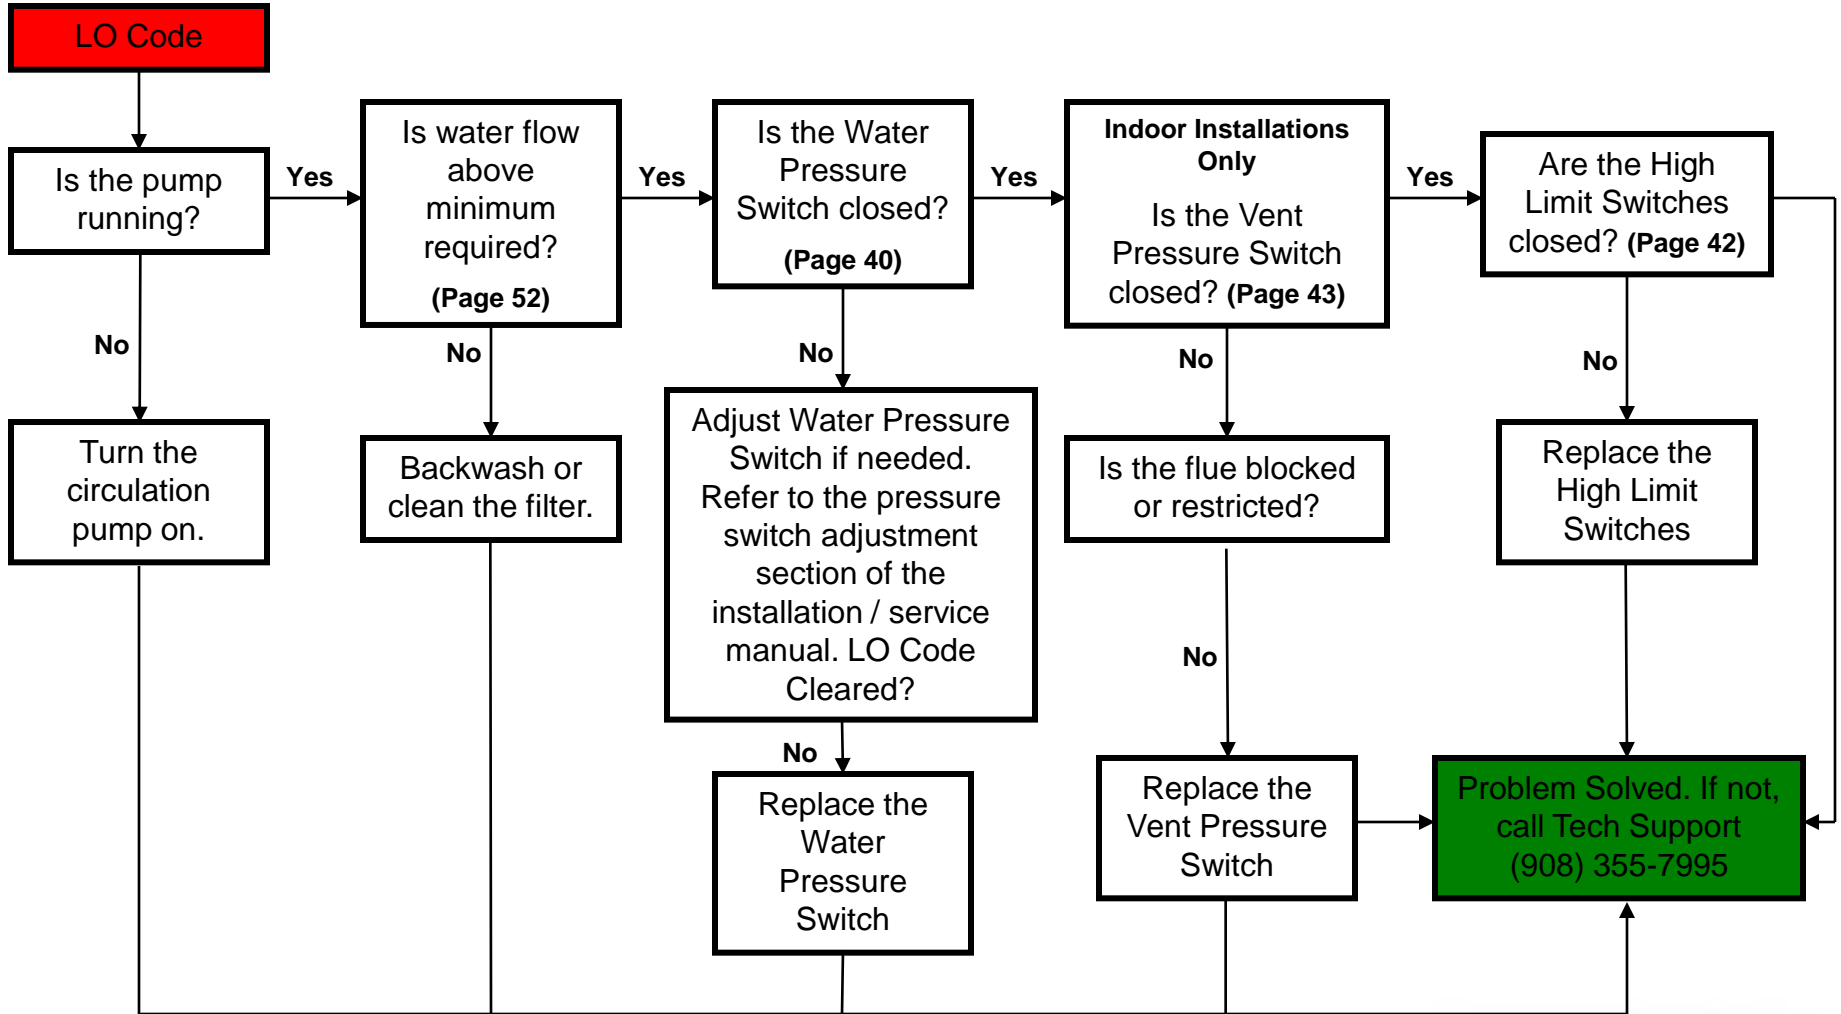 LO Code
Is the pump
running?
Yes
Is water flow
above
minimum
required?
(Page 52)
Yes
Is the Water
Pressure
Switch closed?
(Page 40)
Yes
Indoor Installations
Only
Is the Vent
Pressure Switch
closed? (Page 43)
Yes
Are the High
Limit Switches
closed? (Page 42)
No
No
No
No
No
Turn the
circulation
pump on.
Backwash or
clean the filter.
Adjust Water Pressure
Switch if needed.
Refer to the pressure
switch adjustment
section of the
installation / service
manual. LO Code
Cleared?
Is the flue blocked
or restricted?
Replace the
High Limit
Switches
No
No
Replace the
Water
Pressure
Switch
Replace the
Vent Pressure
Switch
Problem Solved. If not,
call Tech Support
(908) 355-7995